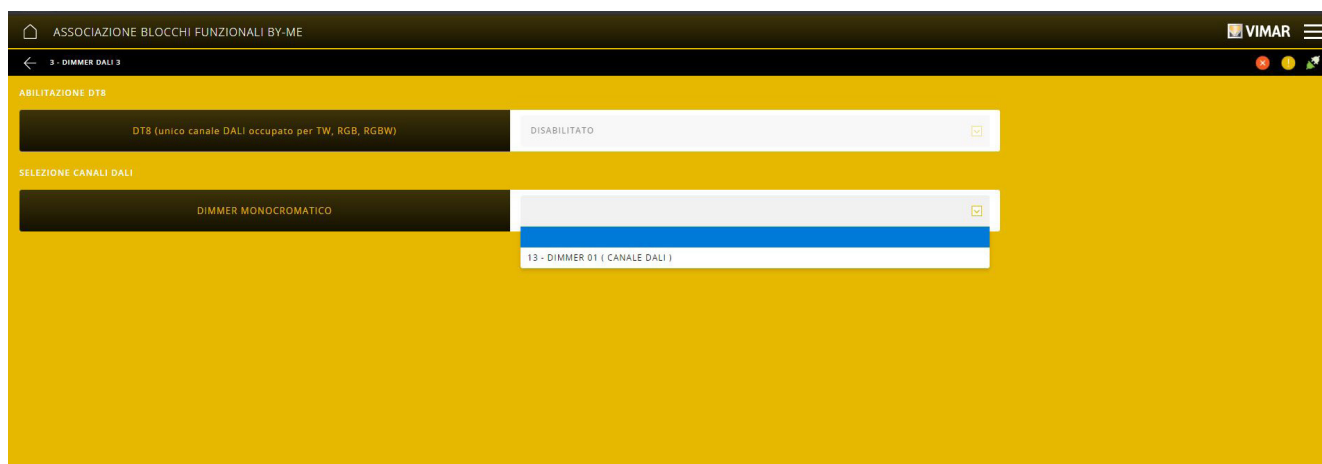 ASSOCIAZIONE BLOCCHI FUNZIONALI BY-ME
VIMAR
3 - DIMMER DALI 3
ABILITAZIONE DT8
DT8 (unico canale DALI occupato per TW, RGB, RGBW)
DISABILITATO
SELEZIONE CANALI DALI
DIMMER MONOCROMATICO
13 - DIMMER 01 ( CANALE DALI )